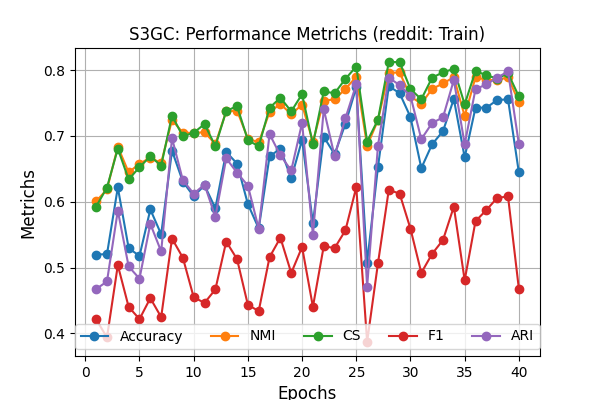 S3GC: Performance Metrichs (reddit: Train)
Metrichs
0.8
0.7
0.6
0.5
0.4
Accuracy NMI CS F1 ARI
0 5 10 15 20 25 30 35 40
Epochs